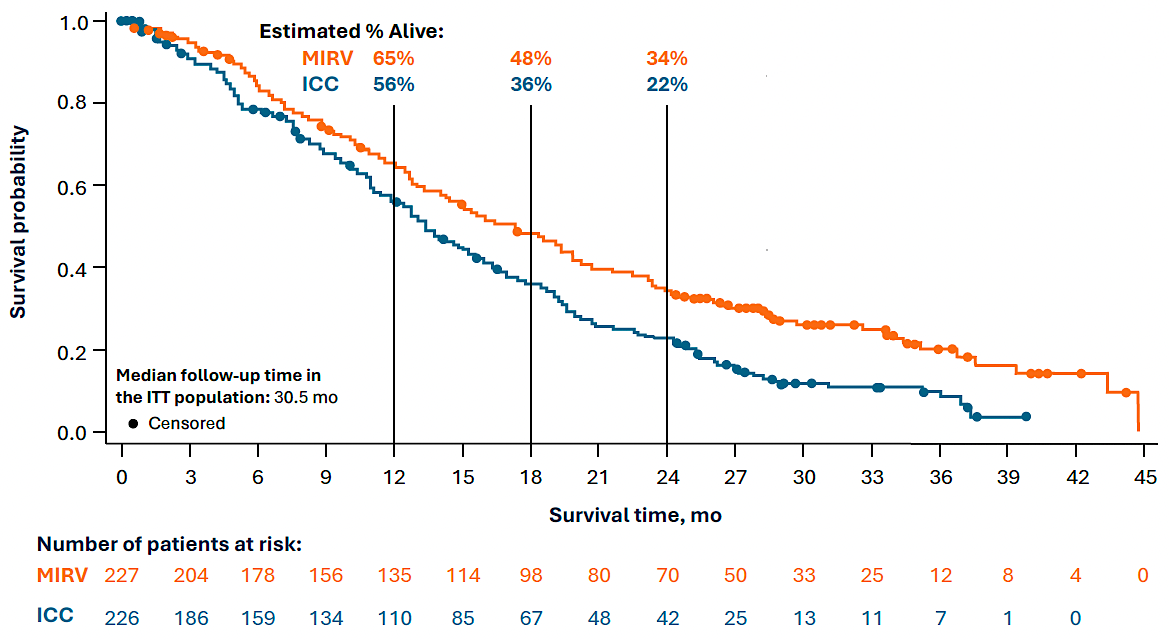 Estimated % Alive:
MIRV 65% 48% 34%
ICC 56% 36% 22%
Survival probability
1.0
0.8
0.6
0.4
0.2
0.0
Median follow-up time in
the ITT population: 30.5 mo
Censored
0 3 6 9 12 15 18 21 24 27 30 33 36 39 42 45
Survival time, mo
Number of patients at risk:
MIRV 227 204 178 156 135 114 98 80 70 50 33 25 12 8 4 0
ICC 226 186 159 134 110 85 67 48 42 25 13 11 7 1 0